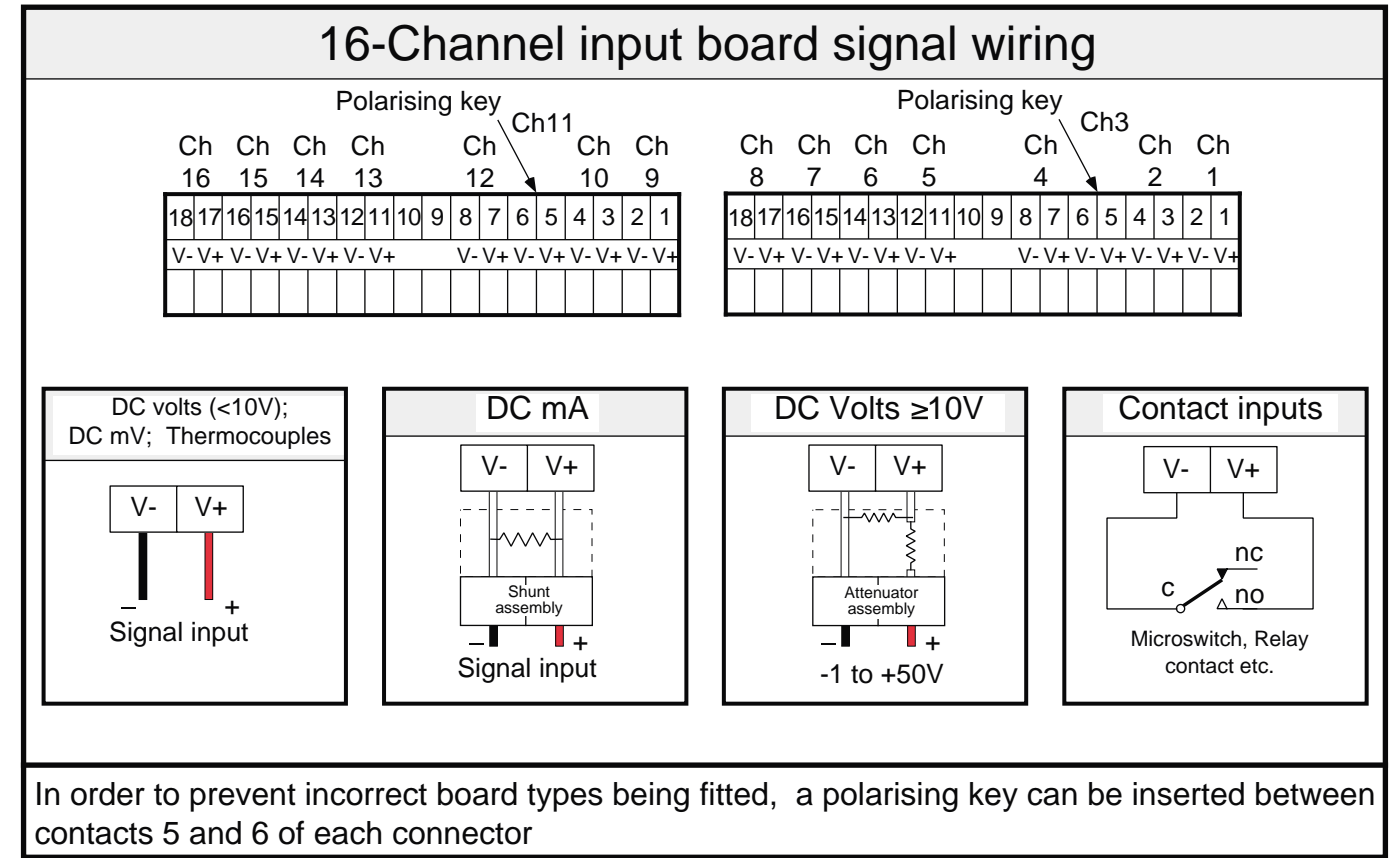 16-Channel input board signal wiring
Polarising key
Polarising key
Ch11
Ch3
Ch Ch Ch Ch Ch Ch Ch
16 15 14 13 12 10 9
Ch Ch Ch Ch Ch Ch Ch
8 7 6 5 4 2 1
18 17 16 15 14 13 12 11 10 9 8 7 6 5 4 3 2 1
V- V+ V- V+ V- V+ V- V+ V- V+ V- V+ V- V+ V- V+
18 17 16 15 14 13 12 11 10 9 8 7 6 5 4 3 2 1
V- V+ V- V+ V- V+ V- V+ V- V+ V- V+ V- V+ V- V+
DC volts (<10V);
DC mV; Thermocouples
V- V+
– +
Signal input
DC mA
V- V+
Shunt
assembly
– +
Signal input
DC Volts ≥10V
V- V+
Attenuator
assembly
– +
-1 to +50V
Contact inputs
V- V+
nc
c
no
Microswitch, Relay
contact etc.
In order to prevent incorrect board types being fitted, a polarising key can be inserted between
contacts 5 and 6 of each connector